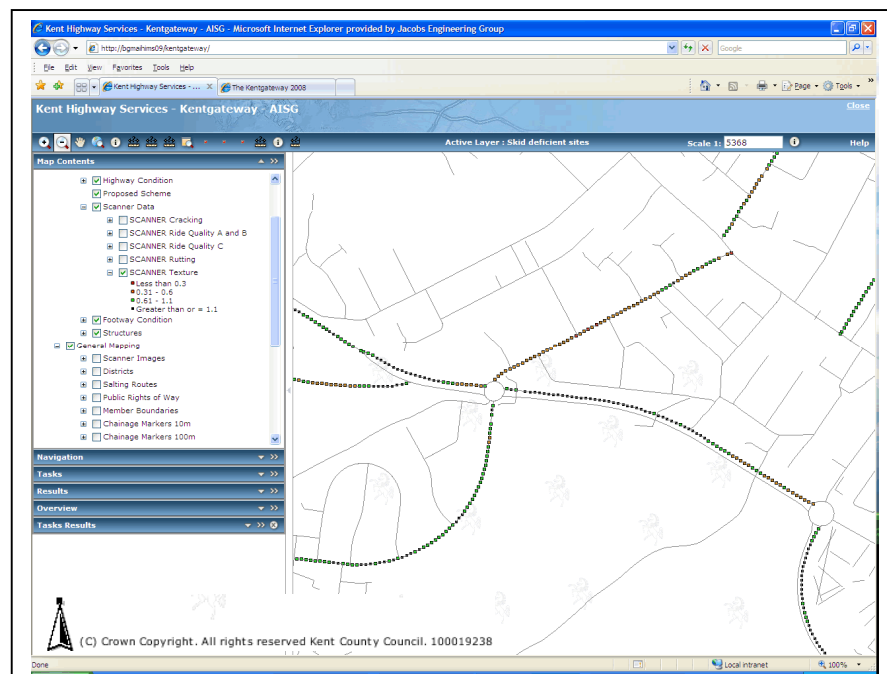 Kent Highway Services - Kentgateway - AISG - Microsoft Internet Explorer provided by Jacobs Engineering Group
http://bgmaihims09/kentgateway/
Google
File Edit View Favorites Tools Help
Kent Highway Services - ... X The Kentgateway 2008
Page Tools
Kent Highway Services - Kentgateway - AISG Close
Active Layer : Skid deficient sites Scale 1: 5368 Help
Map Contents
Highway Condition
Proposed Scheme
Scanner Data
SCANNER Cracking
SCANNER Ride Quality A and B
SCANNER Ride Quality C
SCANNER Rutting
SCANNER Texture
Less than 0.3
0.31 - 0.6
0.61 - 1.1
Greater than or = 1.1
Footway Condition
Structures
General Mapping
Scanner Images
Districts
Salting Routes
Public Rights of Way
Member Boundaries
Chainage Markers 10m
Chainage Markers 100m
Navigation
Tasks
Results
Overview
Tasks Results
(C) Crown Copyright. All rights reserved Kent County Council. 100019238
Done Local intranet 100%